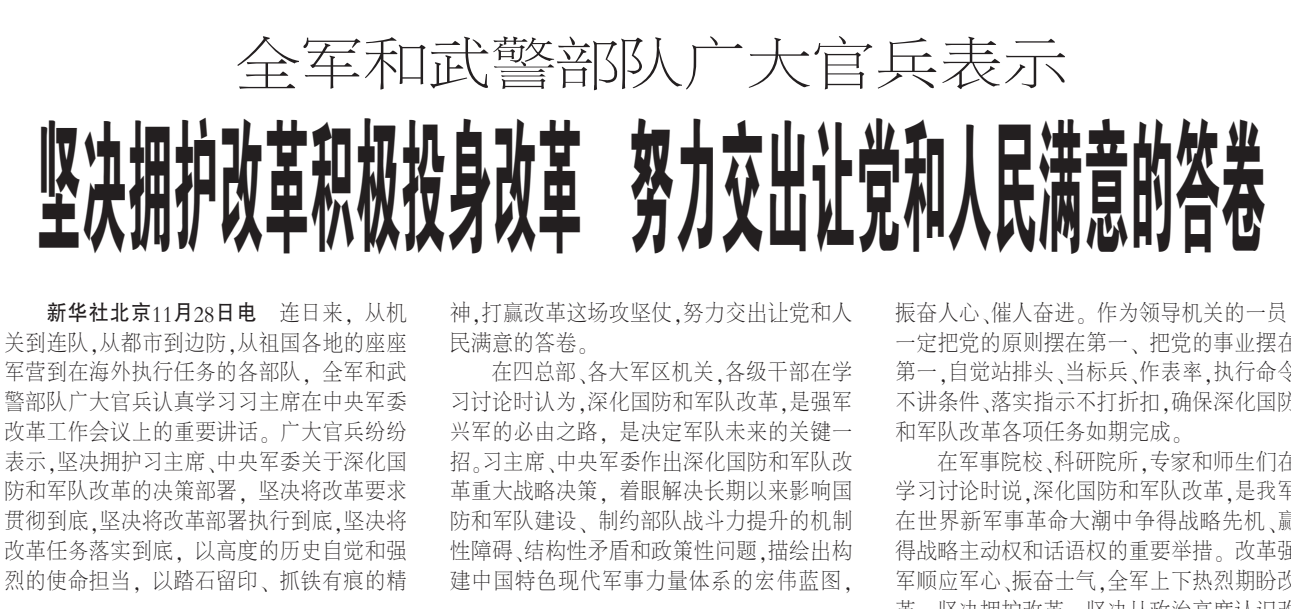 全军和武警部队广大官兵表示
坚决拥护改革积极投身改革　努力交出让党和人民满意的答卷
新华社北京11月28日电　连日来，从机
关到连队,从都市到边防,从祖国各地的座座
军营到在海外执行任务的各部队，全军和武
警部队广大官兵认真学习习主席在中央军委
改革工作会议上的重要讲话。广大官兵纷纷
表示,坚决拥护习主席、中央军委关于深化国
防和军队改革的决策部署，坚决将改革要求
贯彻到底,坚决将改革部署执行到底,坚决将
改革任务落实到底，以高度的历史自觉和强
烈的使命担当，以踏石留印、抓铁有痕的精
神,打赢改革这场攻坚仗,努力交出让党和人
民满意的答卷。
在四总部、各大军区机关,各级干部在学
习讨论时认为,深化国防和军队改革,是强军
兴军的必由之路，是决定军队未来的关键一
招。习主席、中央军委作出深化国防和军队改
革重大战略决策，着眼解决长期以来影响国
防和军队建设、制约部队战斗力提升的机制
性障碍、结构性矛盾和政策性问题,描绘出构
建中国特色现代军事力量体系的宏伟蓝图，
振奋人心、催人奋进。作为领导机关的一员
一定把党的原则摆在第一、把党的事业摆在
第一,自觉站排头、当标兵、作表率,执行命令
不讲条件、落实指示不打折扣,确保深化国防
和军队改革各项任务如期完成。
在军事院校、科研院所,专家和师生们在
学习讨论时说,深化国防和军队改革,是我军
在世界新军事革命大潮中争得战略先机、赢
得战略主动权和话语权的重要举措。改革强
军顺应军心、振奋士气,全军上下热烈期盼改